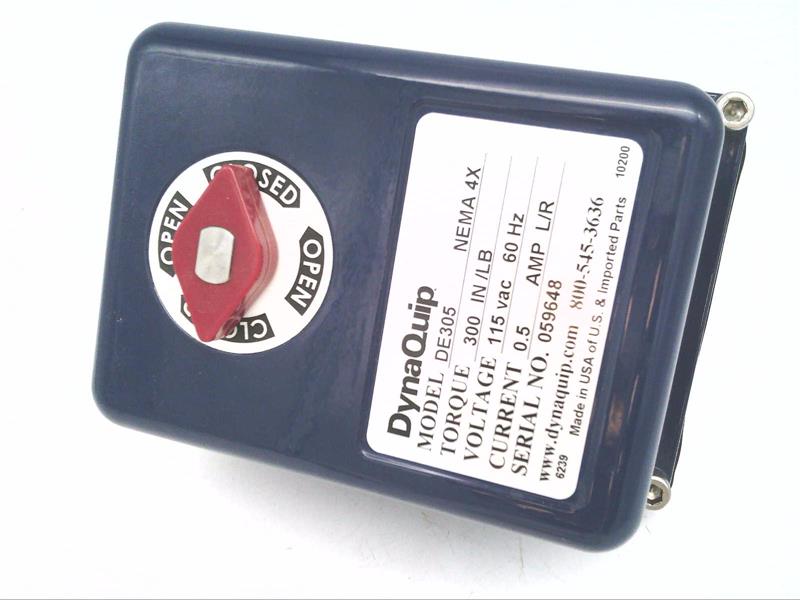 DynaQuip
MODEL DE305 NEMA 4X
TORQUE 300 IN/LB
VOLTAGE 115 vac 60 Hz
CURRENT 0.5 AMP L/R
SERIAL NO. 059648
www.dynaquip.com 800-545-3636
6239 Made in USA of U.S. & Imported Parts 10200
CLOSED
OPEN
OPEN